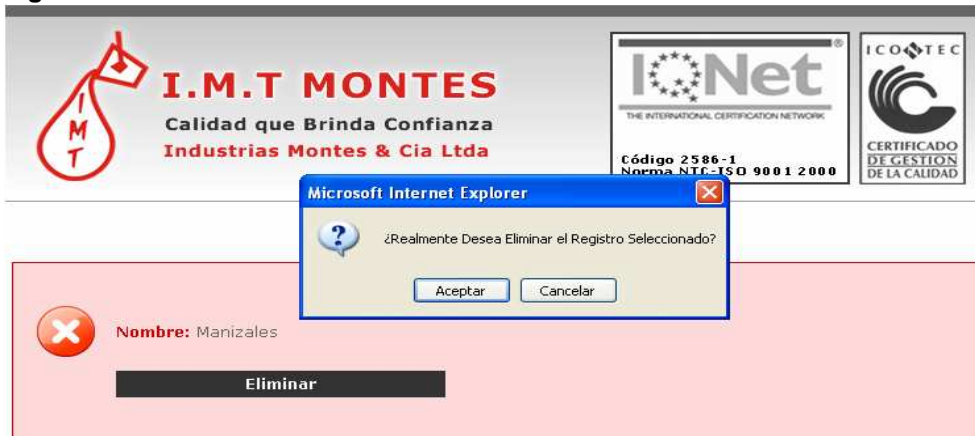 I
M
T
I.M.T MONTES
Calidad que Brinda Confianza
Industrias Montes & Cia Ltda
IQNet ®
THE INTERNATIONAL CERTIFICATION NETWORK
Código 2586-1
Norma NTC-ISO 9001 2000
ICONTEC
CERTIFICADO
DE GESTION
DE LA CALIDAD
Microsoft Internet Explorer
¿Realmente Desea Eliminar el Registro Seleccionado?
Aceptar Cancelar
Nombre: Manizales
Eliminar